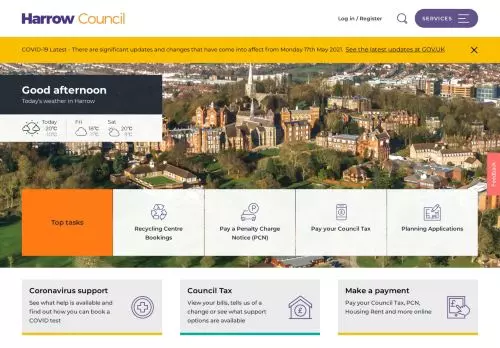 Harrow Council
Log in / Register
SERVICES
COVID-19 Latest - There are significant updates and changes that have come into affect from Monday 17th May 2021. See the latest updates at GOV.UK
Good afternoon
Today's weather in Harrow
Today Fri Sat
20°C 18°C 20°C
Feedback
Top tasks
Recycling Centre
Bookings
Pay a Penalty Charge
Notice (PCN)
Pay your Council Tax
Planning Applications
Coronavirus support
See what help is available and
find out how you can book a
COVID test
Council Tax
View your bills, tells us of a
change or see what support
options are available
Make a payment
Pay your Council Tax, PCN,
Housing Rent and more online